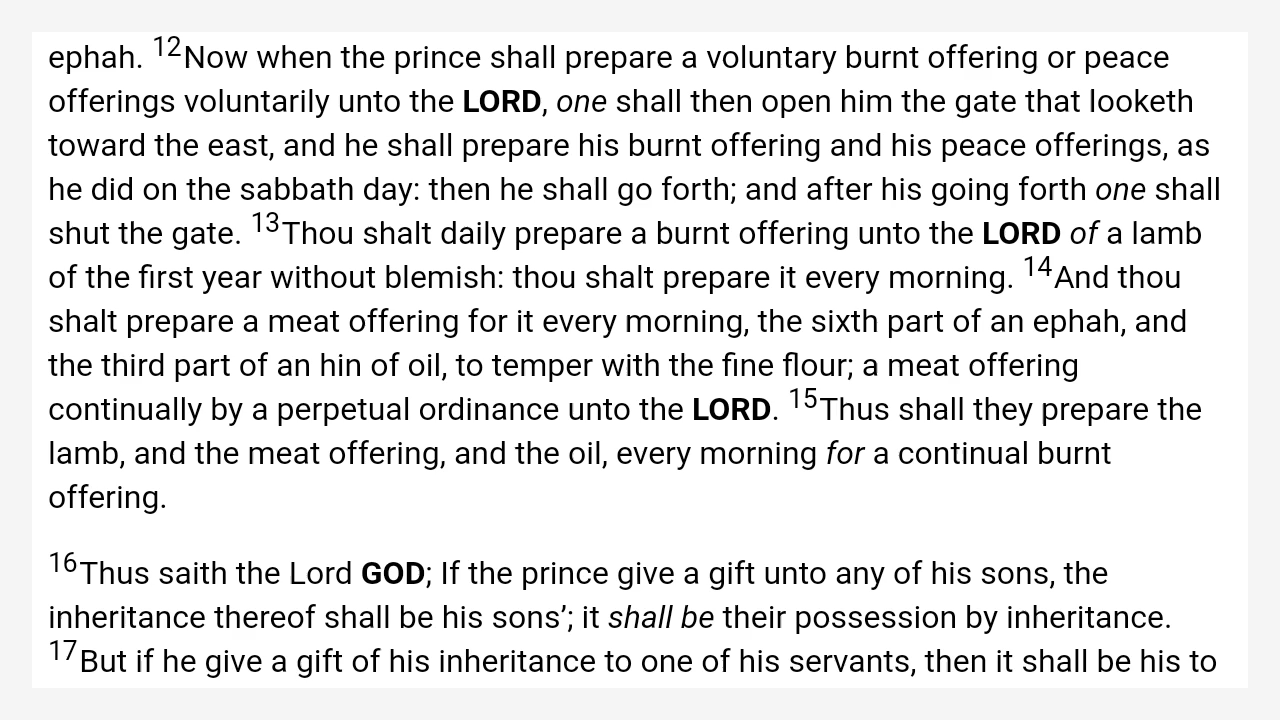 ephah. 12Now when the prince shall prepare a voluntary burnt offering or peace
offerings voluntarily unto the LORD, one shall then open him the gate that looketh
toward the east, and he shall prepare his burnt offering and his peace offerings, as
he did on the sabbath day: then he shall go forth; and after his going forth one shall
shut the gate. 13Thou shalt daily prepare a burnt offering unto the LORD of a lamb
of the first year without blemish: thou shalt prepare it every morning. 14And thou
shalt prepare a meat offering for it every morning, the sixth part of an ephah, and
the third part of an hin of oil, to temper with the fine flour; a meat offering
continually by a perpetual ordinance unto the LORD. 15Thus shall they prepare the
lamb, and the meat offering, and the oil, every morning for a continual burnt
offering.
16Thus saith the Lord GOD; If the prince give a gift unto any of his sons, the
inheritance thereof shall be his sons’; it shall be their possession by inheritance.
17But if he give a gift of his inheritance to one of his servants, then it shall be his to